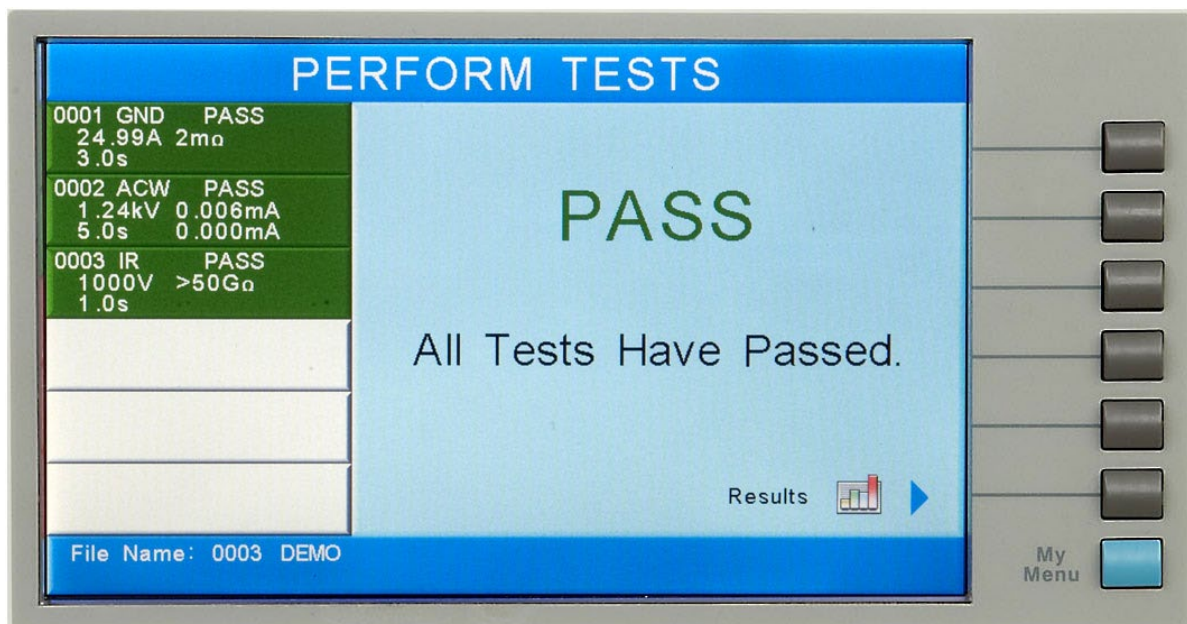 PERFORM TESTS
0001 GND PASS
24.99A 2mΩ
3.0s
0002 ACW PASS
1.24kV 0.006mA
5.0s 0.000mA
0003 IR PASS
1000V >50GΩ
1.0s
PASS
All Tests Have Passed.
Results
File Name: 0003 DEMO
My
Menu